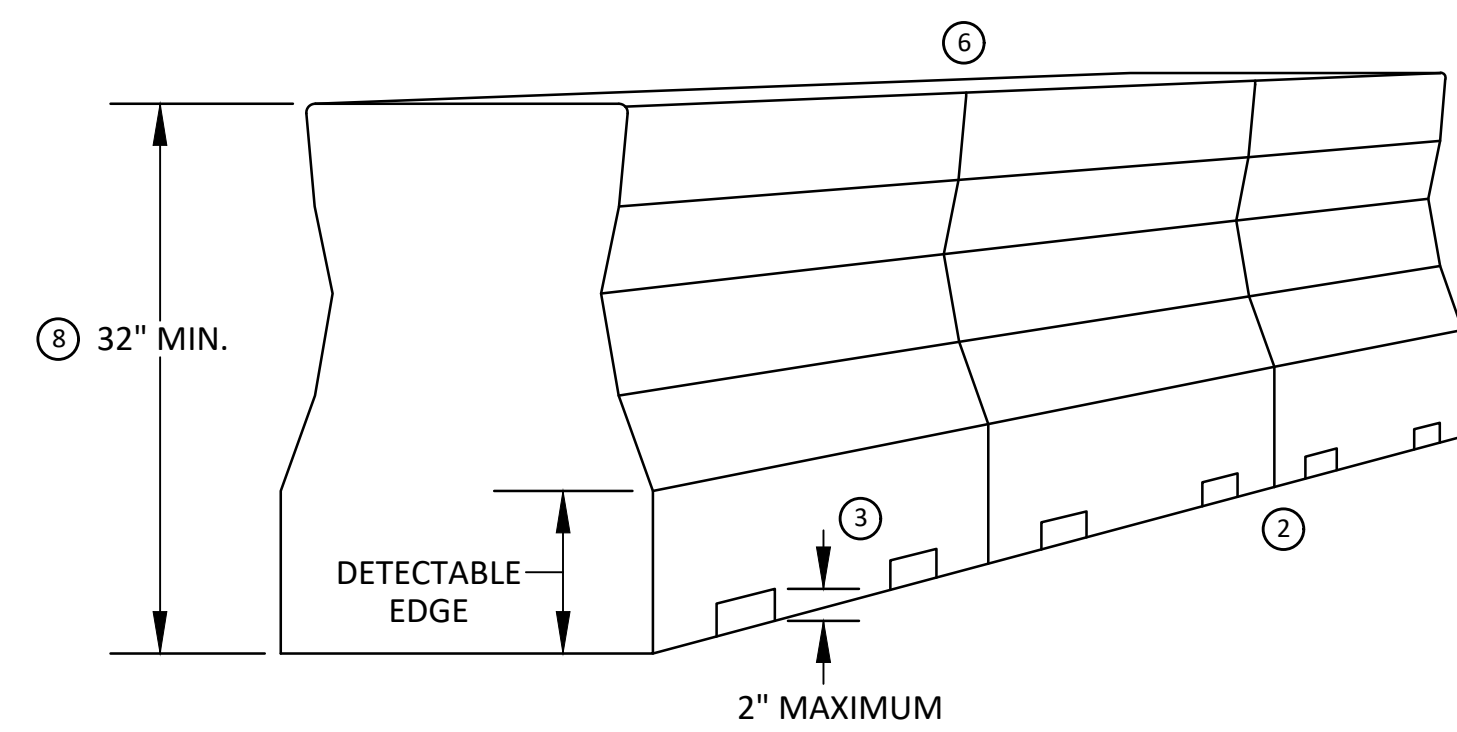 6
8 32" MIN.
3
2
DETECTABLE
EDGE
2" MAXIMUM